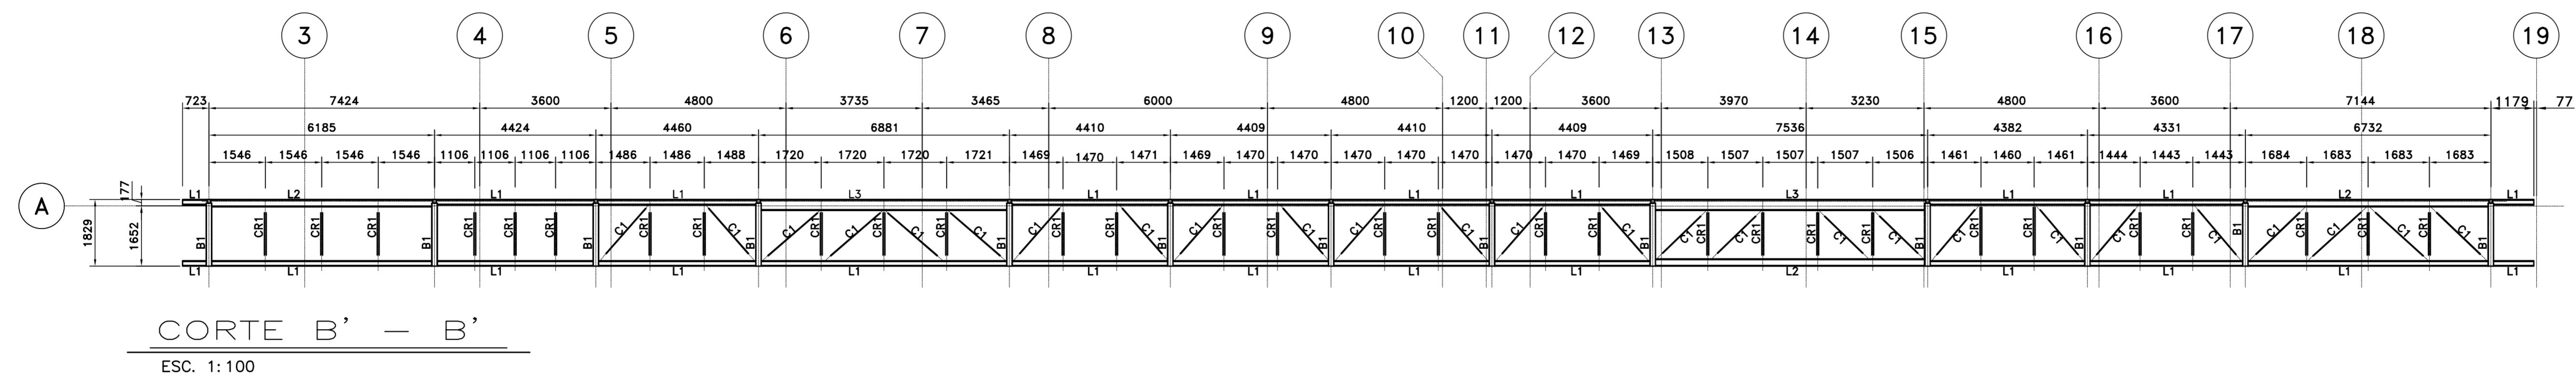 3 4 5 6 7 8 9 10 11 12 13 14 15 16 17 18 19
723 7424 3600 4800 3735 3465 6000 4800 1200 1200 3600 3970 3230 4800 3600 7144 1179 77
6185 4424 4460 6881 4410 4409 4410 4409 7536 4382 4331 6732
1546 1546 1546 1546 1106 1106 1106 1106 1486 1486 1488 1720 1720 1720 1721 1469 1470 1471 1469 1470 1470 1470 1470 1470 1470 1470 1469 1508 1507 1507 1507 1506 1461 1460 1461 1444 1443 1443 1684 1683 1683 1683
177
L1 L2 L1 L1 L3 L1 L1 L1 L1 L3 L1 L1 L2 L1
A
1829 1652
B1 CR1 CR1 CR1 B1 CR1 CR1 CR1 B1 C1 CR1 CR1 C1 B1 C1 CR1 C1 CR1 C1 CR1 C1 B1 C1 CR1 CR1 C1 B1 C1 CR1 CR1 C1 B1 C1 CR1 CR1 C1 B1 C1 CR1 CR1 C1 B1 C1 CR1 C1 CR1 CR1 C1 CR1 C1 B1 C1 CR1 CR1 C1 B1 C1 CR1 CR1 C1 B1 C1 CR1 C1 CR1 C1 CR1 C1 B1
L1 L1 L1 L1 L1 L1 L1 L1 L1 L2 L1 L1 L1 L1
CORTE B' — B'
ESC. 1:100